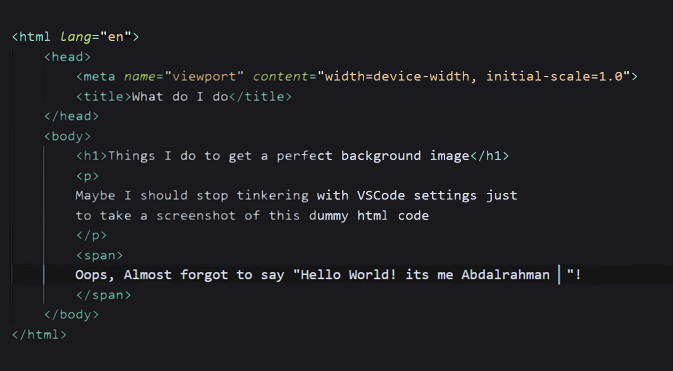 <html lang="en">
<head>
<meta name="viewport" content="width=device-width, initial-scale=1.0">
<title>What do I do</title>
</head>
<body>
<h1>Things I do to get a perfect background image</h1>
<p>
Maybe I should stop tinkering with VSCode settings just
to take a screenshot of this dummy html code
</p>
<span>
Oops, Almost forgot to say "Hello World! its me Abdalrahman "!
</span>
</body>
</html>